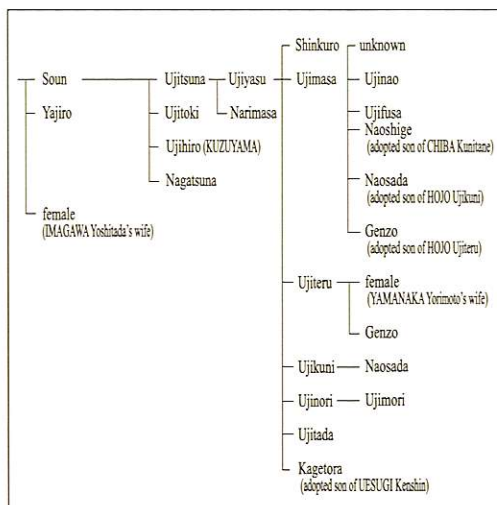 Shinkuro unknown
Soun Ujitsuna Ujiyasu Ujimasa Ujinao
Yajiro Ujitoki Narimasa Ujifusa
Naoshige
(adopted son of CHIBA Kunitane)
Ujihiro (KUZUYAMA)
Nagatsuna Naosada
(adopted son of HOJO Ujikuni)
female
(IMAGAWA Yoshitada's wife)
Genzo
(adopted son of HOJO Ujiteru)
Ujiteru female
(YAMANAKA Yorimoto's wife)
Genzo
Ujikuni Naosada
Ujinori Ujimori
Ujitada
Kagetora
(adopted son of UESUGI Kenshin)